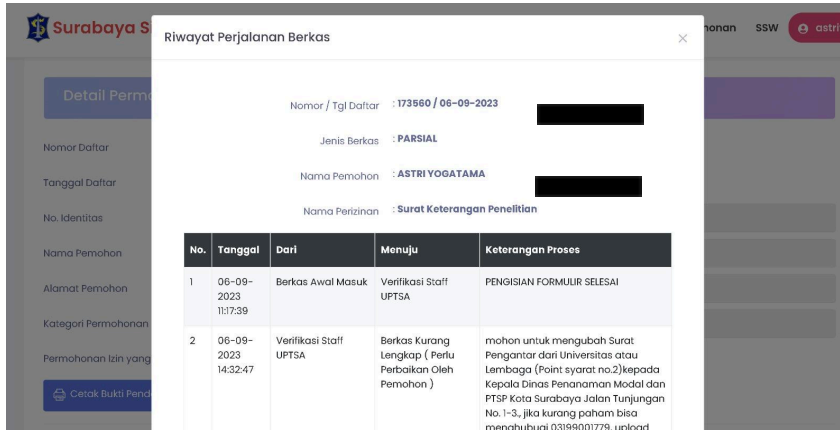 Surabaya S
Riwayat Perjalanan Berkas
×
honan
SSW
astri
Detail Permo
Nomor / Tgl Daftar : 173560 / 06-09-2023
Jenis Berkas : PARSIAL
Nama Pemohon : ASTRI YOGATAMA
Nama Perizinan : Surat Keterangan Penelitian
Nomor Daftar
Tanggal Daftar
No. Identitas
Nama Pemohon
Alamat Pemohon
Kategori Permohonan
Permohonan Izin yang
Cetak Bukti Pend
No. Tanggal Dari Menuju Keterangan Proses
1 06-09- Berkas Awal Masuk Verifikasi Staff PENGISIAN FORMULIR SELESAI
2023 UPTSA
11:17:39
2 06-09- Verifikasi Staff Berkas Kurang mohon untuk mengubah Surat
2023 UPTSA Lengkap ( Perlu Pengantar dari Universitas atau
14:32:47 Perbaikan Oleh Lembaga (Point syarat no.2)kepada
Pemohon ) Kepala Dinas Penanaman Modal dan
PTSP Kota Surabaya Jalan Tunjungan
No. 1-3., jika kurang paham bisa
menghubugi 03199001779, upload